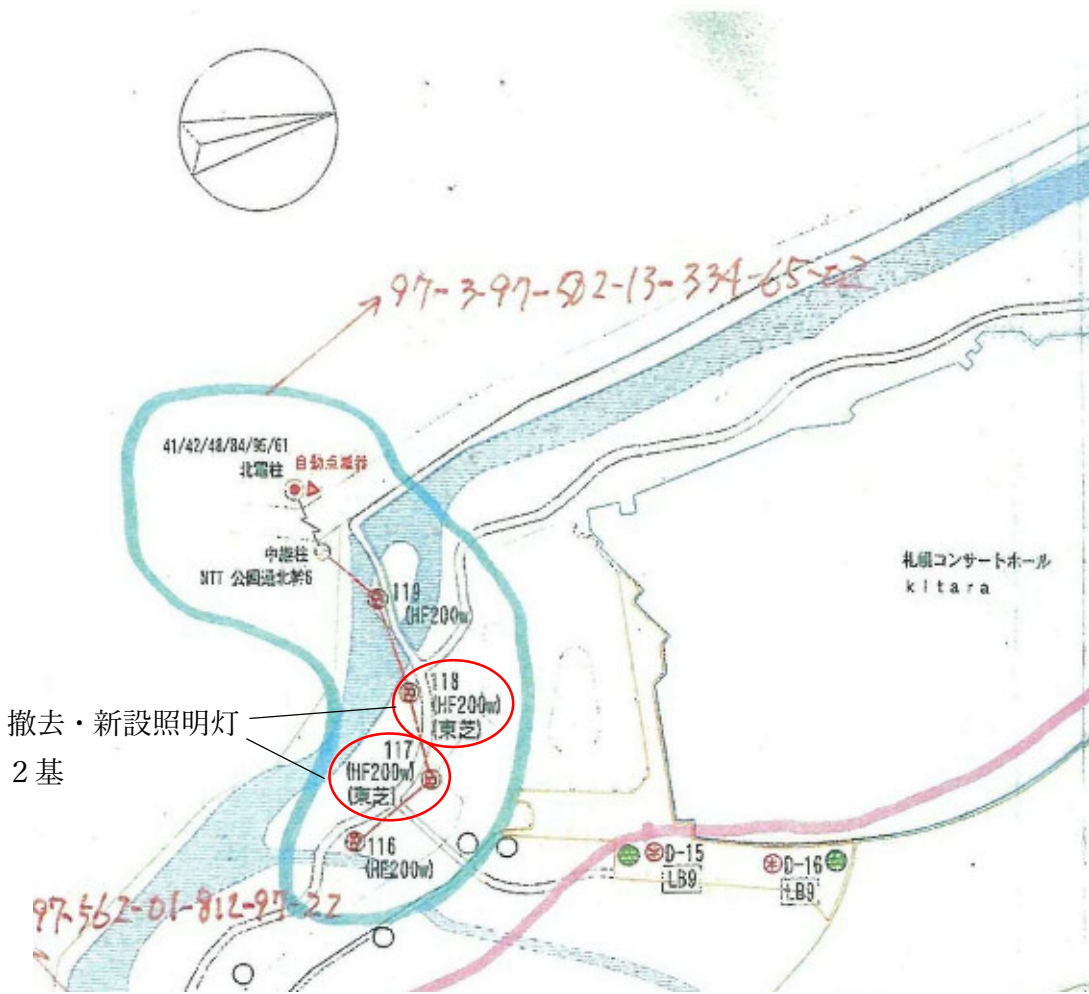 97-3-97-502-13-334-65-02
41/42/48/84/95/61
北電柱
自動点滅器
中継柱
NTT 公園通北幹6
119
(HF200w)
118
(HF200w)
(東芝)
撤去・新設照明灯
２基
117
(HF200w)
(東芝)
116
(HF200w)
札幌コンサートホール
kitara
D-15
LB9
D-16
LB9
97-562-01-812-97-22